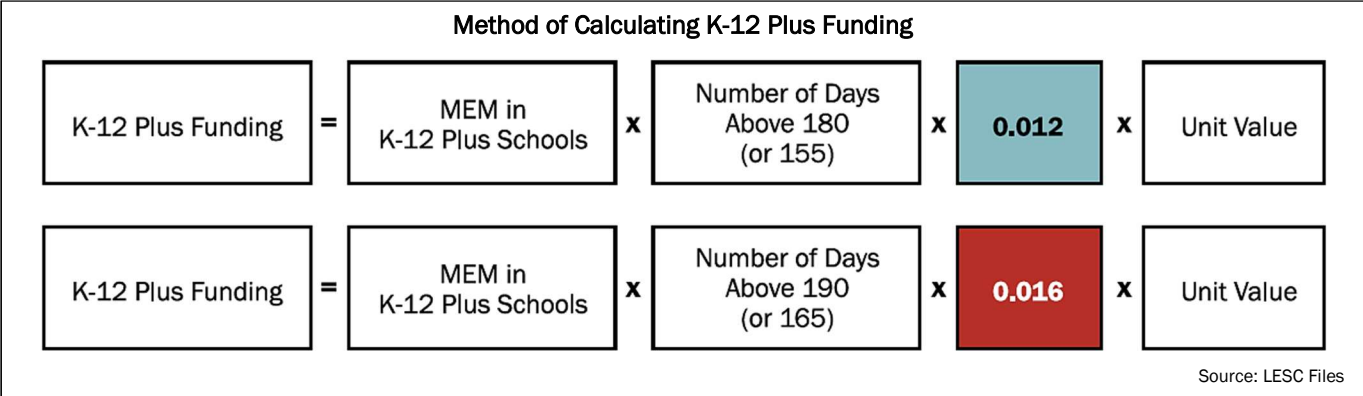 Method of Calculating K-12 Plus Funding
K-12 Plus Funding
=
MEM in
K-12 Plus Schools
x
Number of Days
Above 180
(or 155)
x
0.012
x
Unit Value
K-12 Plus Funding
=
MEM in
K-12 Plus Schools
x
Number of Days
Above 190
(or 165)
x
0.016
x
Unit Value
Source: LESC Files